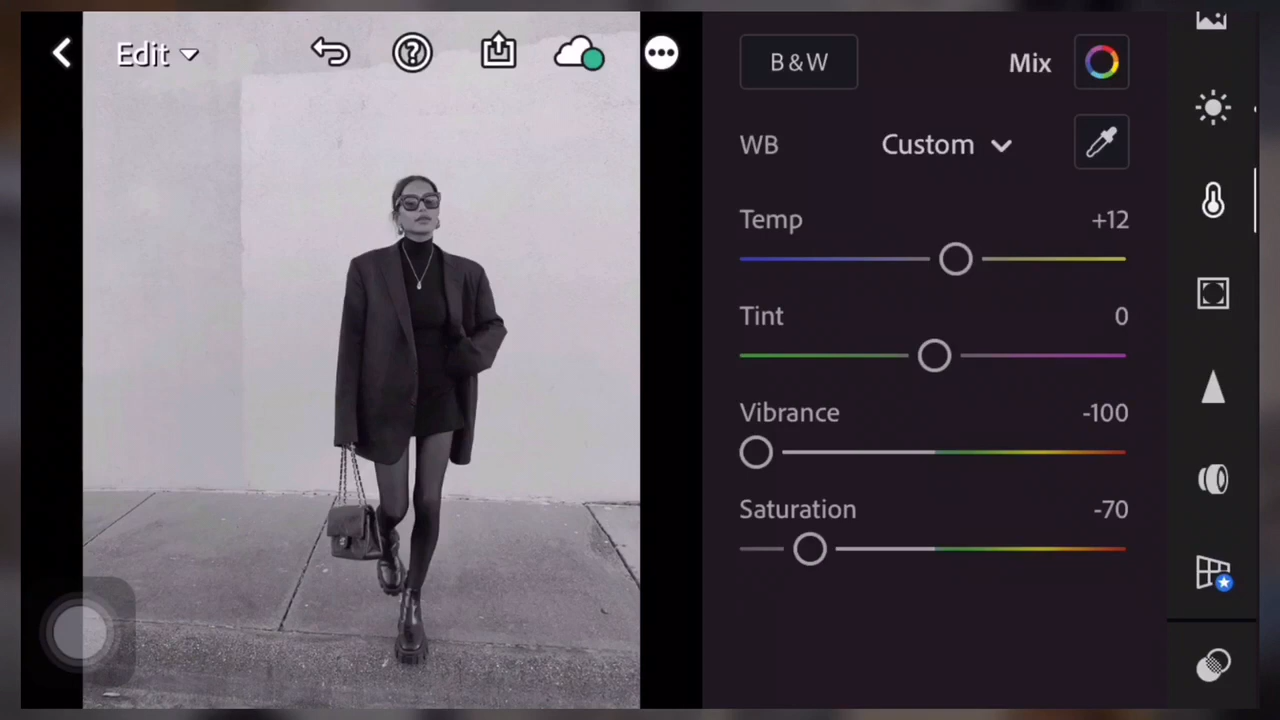 Edit
B&W
Mix
WB
Custom
Temp
+12
Tint
0
Vibrance
-100
Saturation
-70